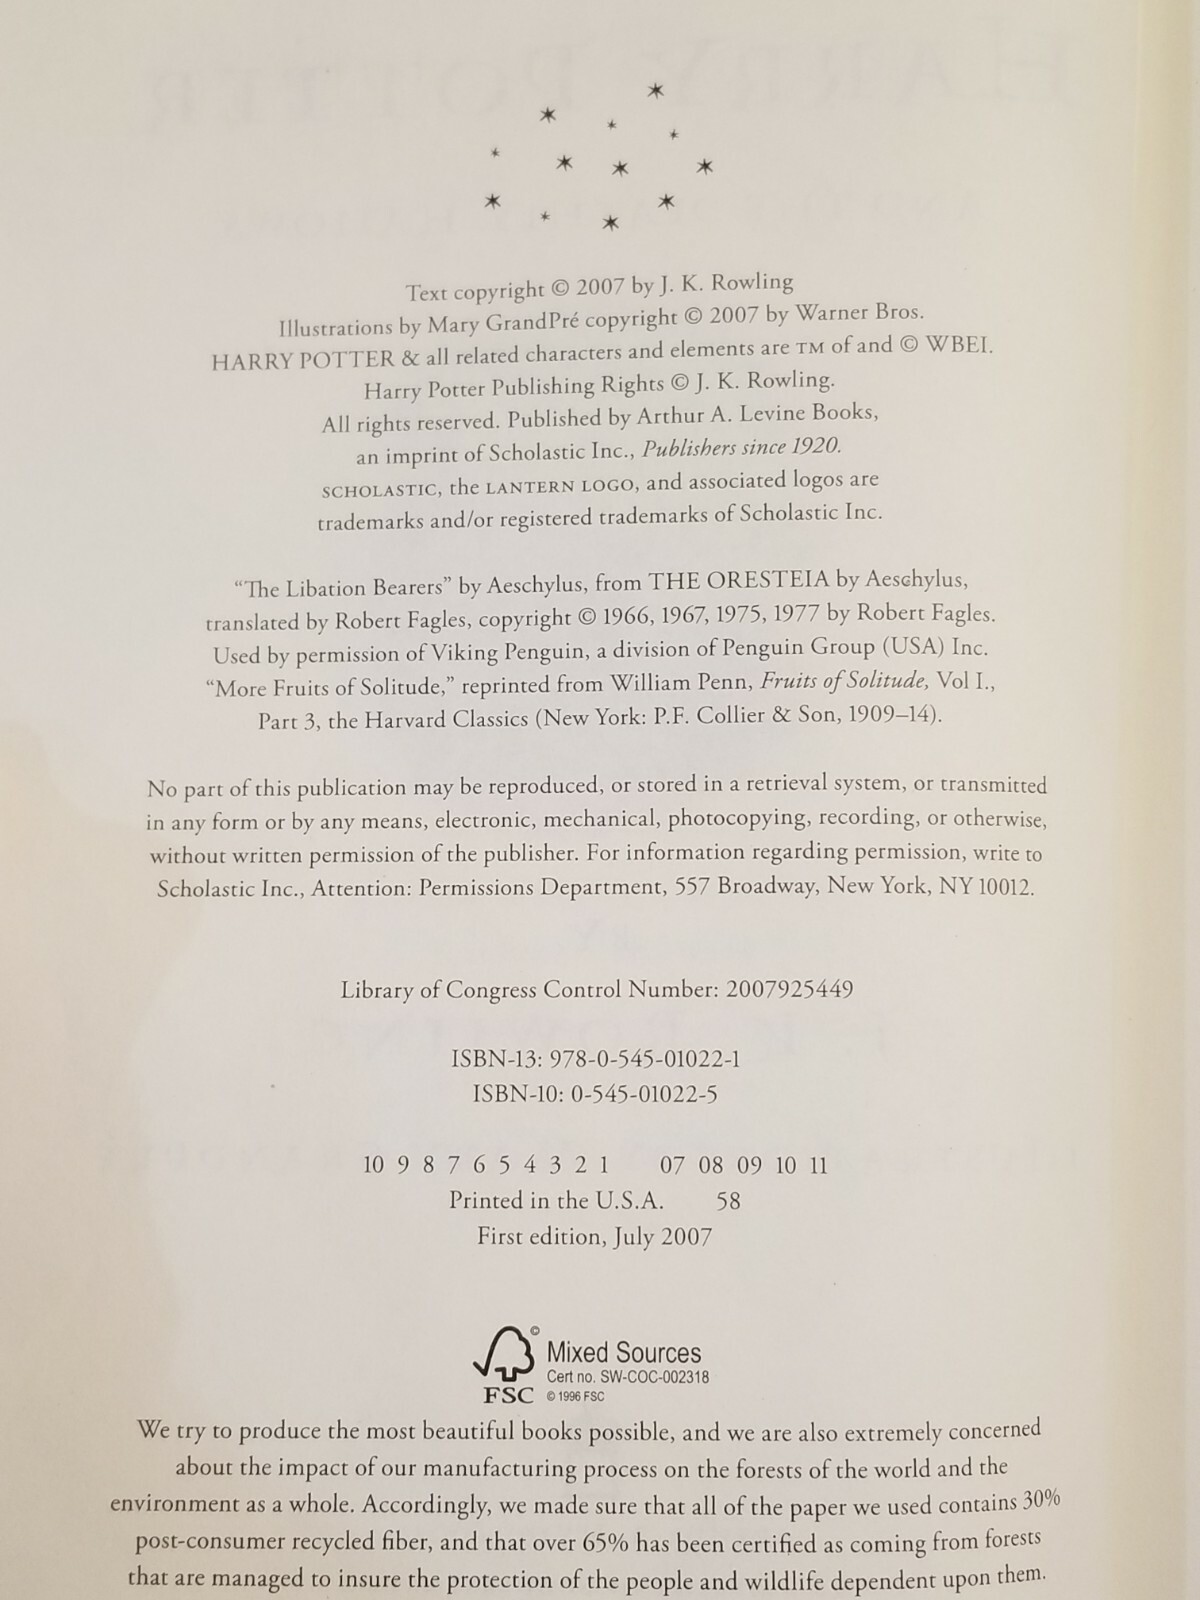 Text copyright © 2007 by J. K. Rowling
Illustrations by Mary GrandPré copyright © 2007 by Warner Bros.
HARRY POTTER & all related characters and elements are TM of and © WBEI.
Harry Potter Publishing Rights © J. K. Rowling.
All rights reserved. Published by Arthur A. Levine Books,
an imprint of Scholastic Inc., Publishers since 1920.
SCHOLASTIC, the LANTERN LOGO, and associated logos are
trademarks and/or registered trademarks of Scholastic Inc.
“The Libation Bearers” by Aeschylus, from THE ORESTEIA by Aeschylus,
translated by Robert Fagles, copyright © 1966, 1967, 1975, 1977 by Robert Fagles.
Used by permission of Viking Penguin, a division of Penguin Group (USA) Inc.
“More Fruits of Solitude,” reprinted from William Penn, Fruits of Solitude, Vol I.,
Part 3, the Harvard Classics (New York: P.F. Collier & Son, 1909–14).
No part of this publication may be reproduced, or stored in a retrieval system, or transmitted
in any form or by any means, electronic, mechanical, photocopying, recording, or otherwise,
without written permission of the publisher. For information regarding permission, write to
Scholastic Inc., Attention: Permissions Department, 557 Broadway, New York, NY 10012.
Library of Congress Control Number: 2007925449
ISBN-13: 978-0-545-01022-1
ISBN-10: 0-545-01022-5
10 9 8 7 6 5 4 3 2 1 07 08 09 10 11
Printed in the U.S.A. 58
First edition, July 2007
© Mixed Sources
Cert no. SW-COC-002318
FSC © 1996 FSC
We try to produce the most beautiful books possible, and we are also extremely concerned
about the impact of our manufacturing process on the forests of the world and the
environment as a whole. Accordingly, we made sure that all of the paper we used contains 30%
post-consumer recycled fiber, and that over 65% has been certified as coming from forests
that are managed to insure the protection of the people and wildlife dependent upon them.